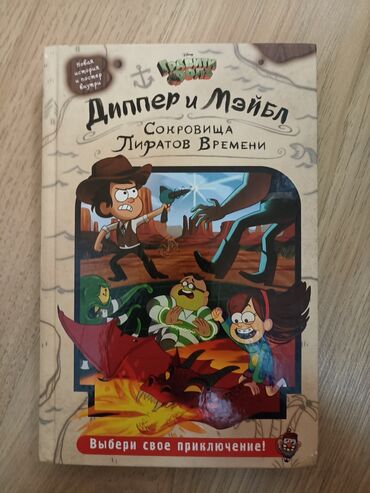 Новая
история
и постер
внутри
Disney
Гравити
Фолз
Диппер и Мэйбл
Сокровища
Пиратов Времени
Выбери свое приключение!